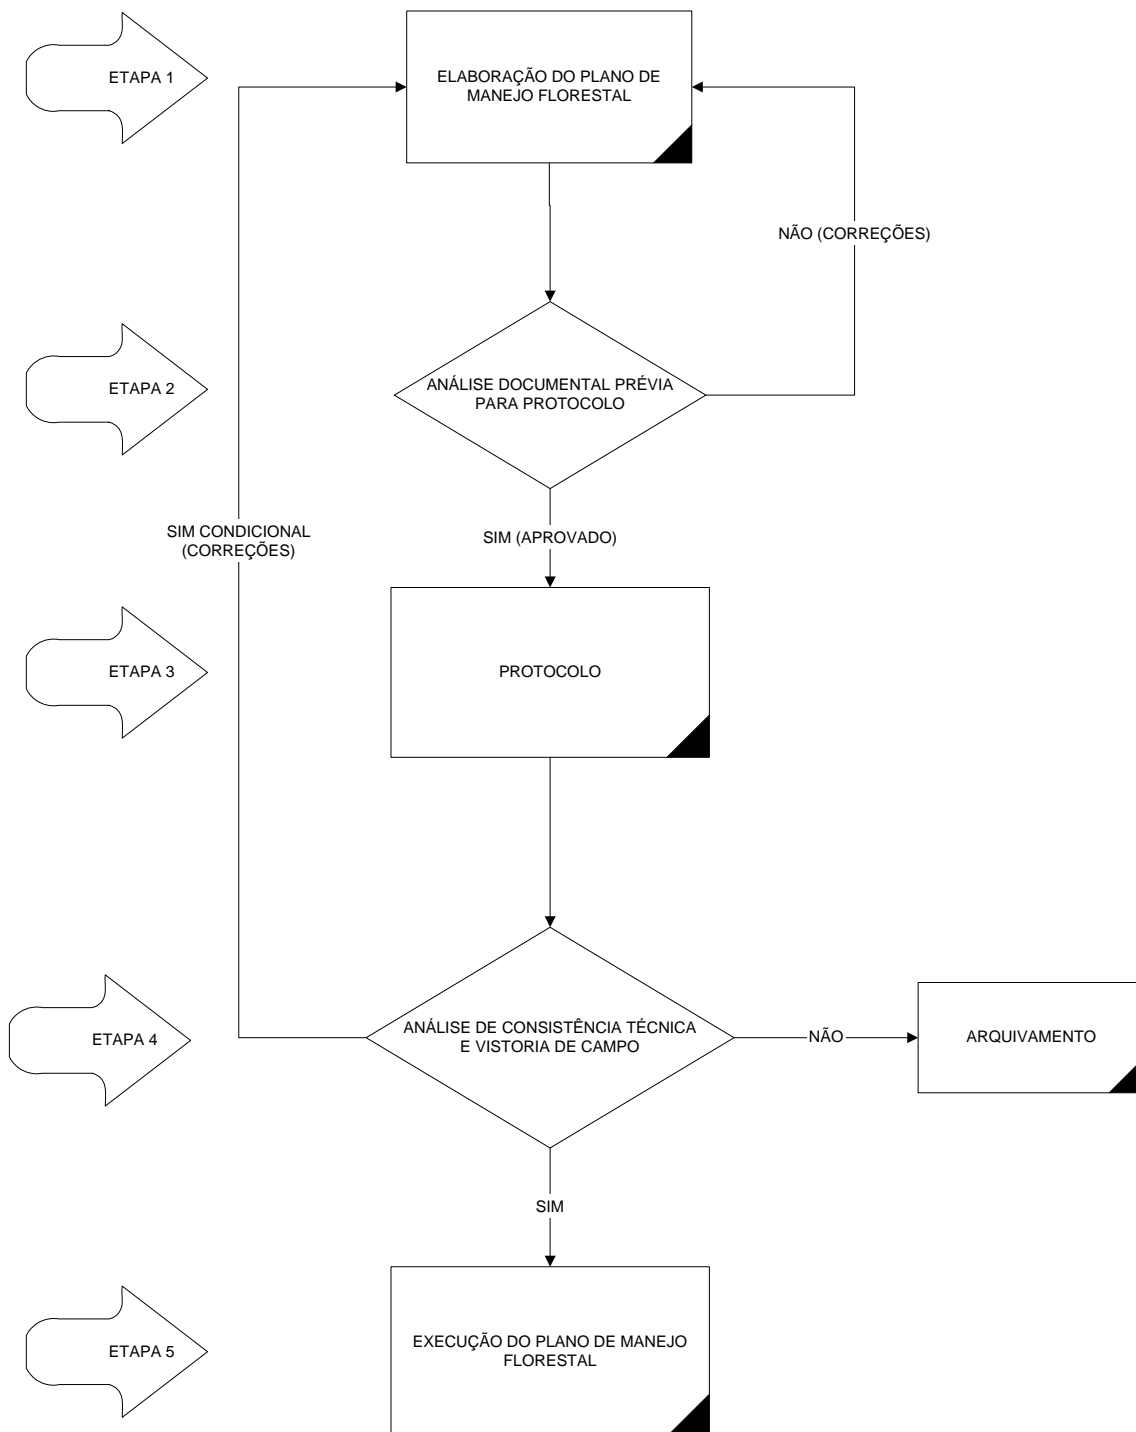 ETAPA 1
ELABORAÇÃO DO PLANO DE
MANEJO FLORESTAL
NÃO (CORREÇÕES)
ETAPA 2
ANÁLISE DOCUMENTAL PRÉVIA
PARA PROTOCOLO
SIM CONDICIONAL
(CORREÇÕES)
SIM (APROVADO)
ETAPA 3
PROTOCOLO
ETAPA 4
ANÁLISE DE CONSISTÊNCIA TÉCNICA
E VISTORIA DE CAMPO
NÃO
ARQUIVAMENTO
SIM
ETAPA 5
EXECUÇÃO DO PLANO DE MANEJO
FLORESTAL